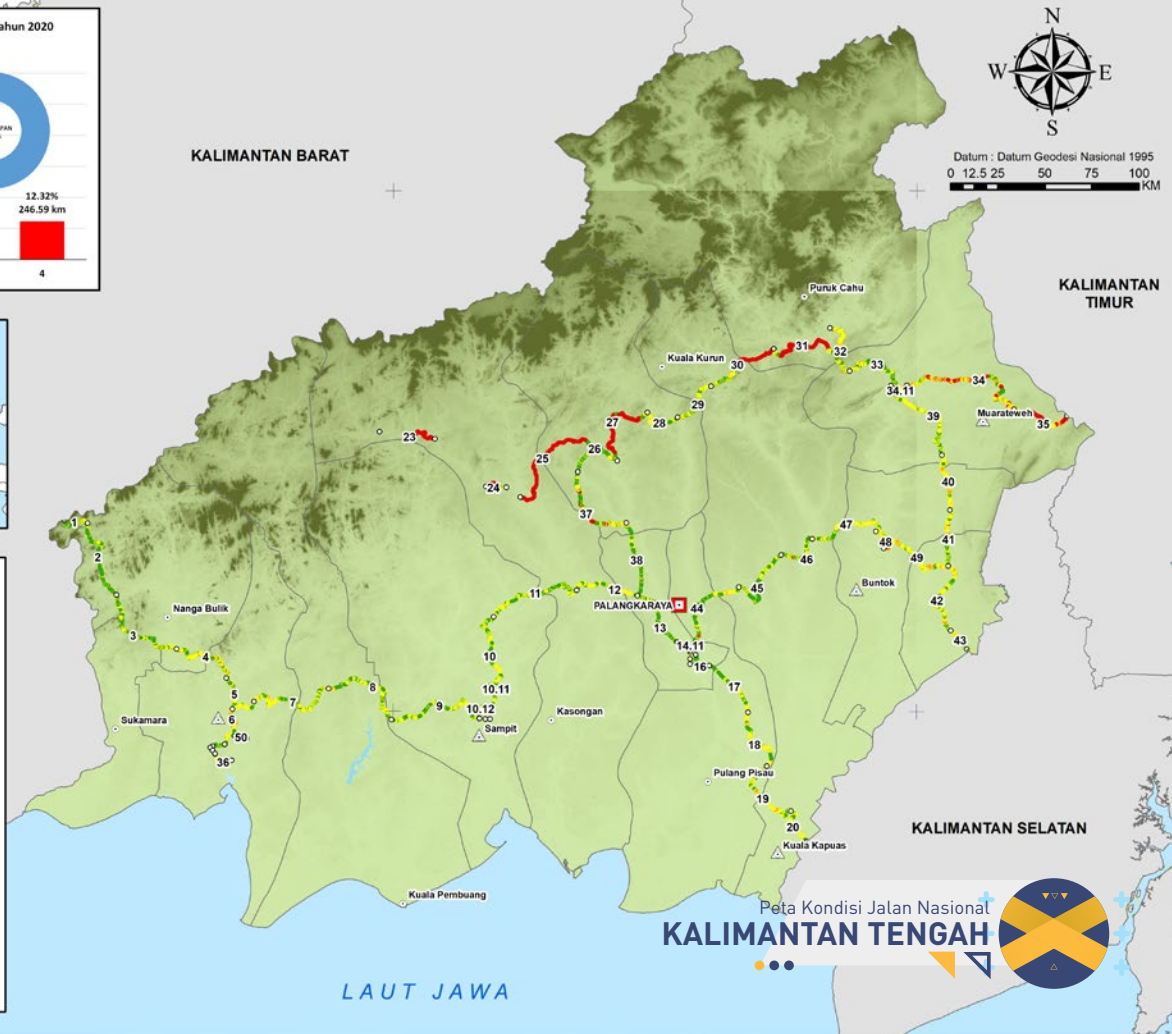 ahun 2020
PAN
12.32%
246.59 km
4
N
W
E
S
Datum : Datum Geodesi Nasional 1995
0 12.5 25 50 75 100
KM
KALIMANTAN BARAT
KALIMANTAN
TIMUR
Puruk Cahu
Kuala Kurun
30
31
32
33
34.11
34
Muarateweh
35
29
28
27
39
23
26
25
24
40
37
47
48
41
49
46
1
2
38
Buntok
11
12
45
42
PALANGKARAYA
44
Nanga Bulik
13
43
3
14.11
4
10
16
17
5
7
8
10.11
9
10.12
6
Sukamara
Kasongan
Sampit
50
18
36
Pulang Pisau
19
20
KALIMANTAN SELATAN
Kuala Kapuas
Kuala Pembuang
Peta Kondisi Jalan Nasional
KALIMANTAN TENGAH
LAUT JAWA